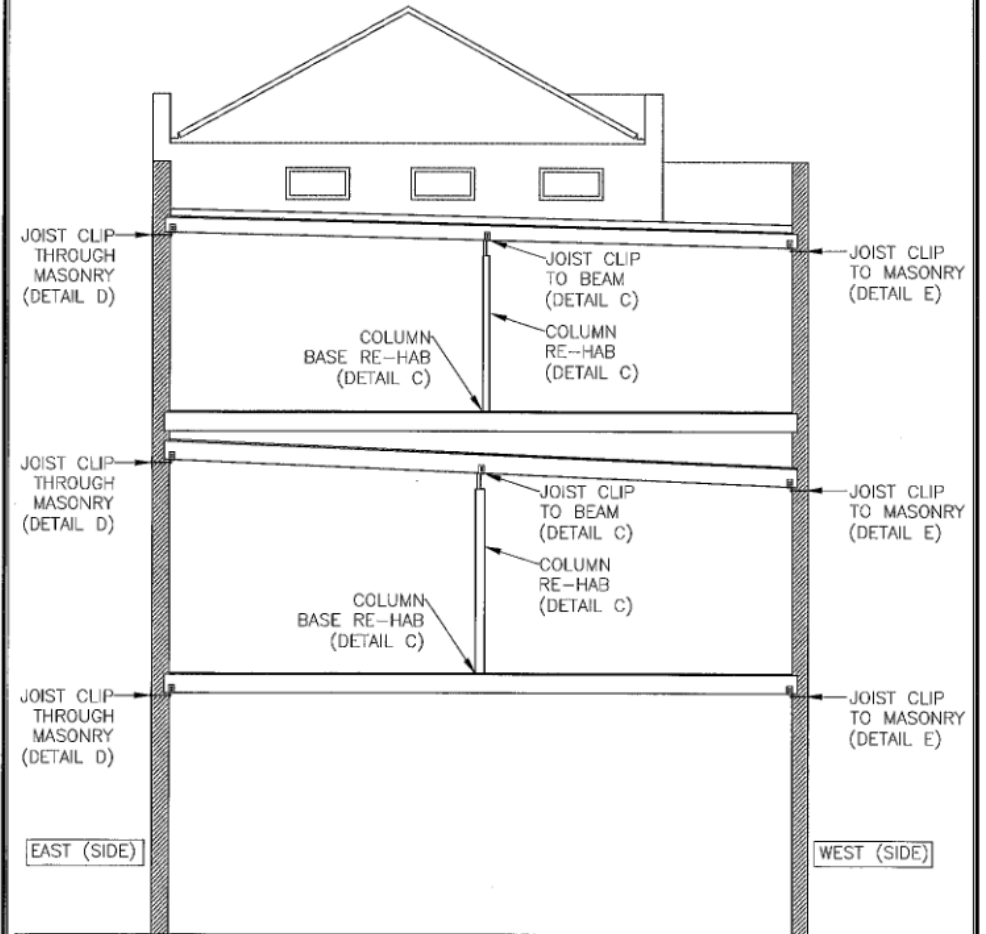 JOIST CLIP
THROUGH
MASONRY
(DETAIL D)
JOIST CLIP
TO BEAM
(DETAIL C)
JOIST CLIP
TO MASONRY
(DETAIL E)
COLUMN
BASE RE-HAB
(DETAIL C)
COLUMN
RE-HAB
(DETAIL C)
JOIST CLIP
THROUGH
MASONRY
(DETAIL D)
JOIST CLIP
TO BEAM
(DETAIL C)
JOIST CLIP
TO MASONRY
(DETAIL E)
COLUMN
BASE RE-HAB
(DETAIL C)
COLUMN
RE-HAB
(DETAIL C)
JOIST CLIP
THROUGH
MASONRY
(DETAIL D)
JOIST CLIP
TO MASONRY
(DETAIL E)
EAST (SIDE)
WEST (SIDE)